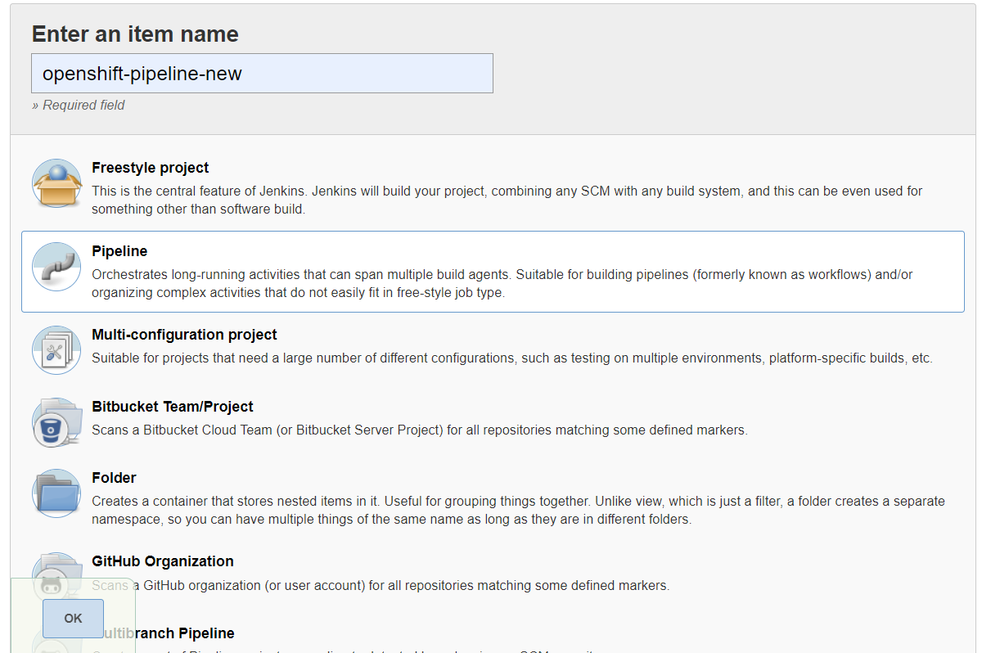 Enter an item name
openshift-pipeline-new
» Required field
Freestyle project
This is the central feature of Jenkins. Jenkins will build your project, combining any SCM with any build system, and this can be even used for
something other than software build.
Pipeline
Orchestrates long-running activities that can span multiple build agents. Suitable for building pipelines (formerly known as workflows) and/or
organizing complex activities that do not easily fit in free-style job type.
Multi-configuration project
Suitable for projects that need a large number of different configurations, such as testing on multiple environments, platform-specific builds, etc.
Bitbucket Team/Project
Scans a Bitbucket Cloud Team (or Bitbucket Server Project) for all repositories matching some defined markers.
Folder
Creates a container that stores nested items in it. Useful for grouping things together. Unlike view, which is just a filter, a folder creates a separate
namespace, so you can have multiple things of the same name as long as they are in different folders.
GitHub Organization
Scans a GitHub organization (or user account) for all repositories matching some defined markers.
OK
Pipeline